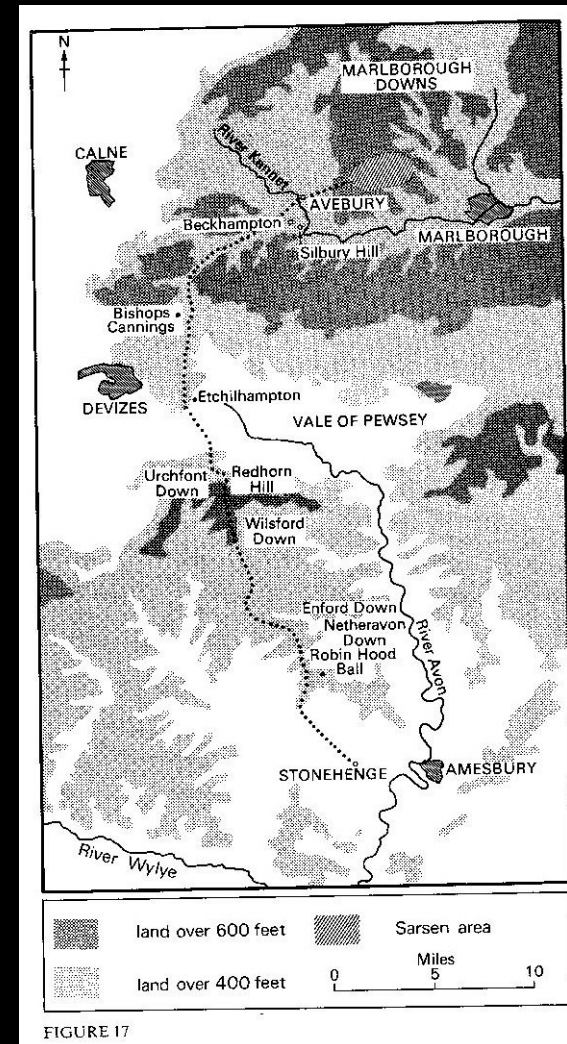 N
MARLBOROUGH
DOWNS
CALNE
River Kennet
AVEBURY
Beckhampton
MARLBOROUGH
Silbury Hill
Bishops
Cannings
DEVIZES
Etchilhampton
VALE OF PEWSEY
Urchfont
Down
Redhorn
Hill
Wilsford
Down
Enford Down
Netheravon
Down
Robin Hood
Ball
River Avon
STONEHENGE
AMESBURY
River Wylye
land over 600 feet
Sarsen area
land over 400 feet
Miles
0 5 10
FIGURE 17